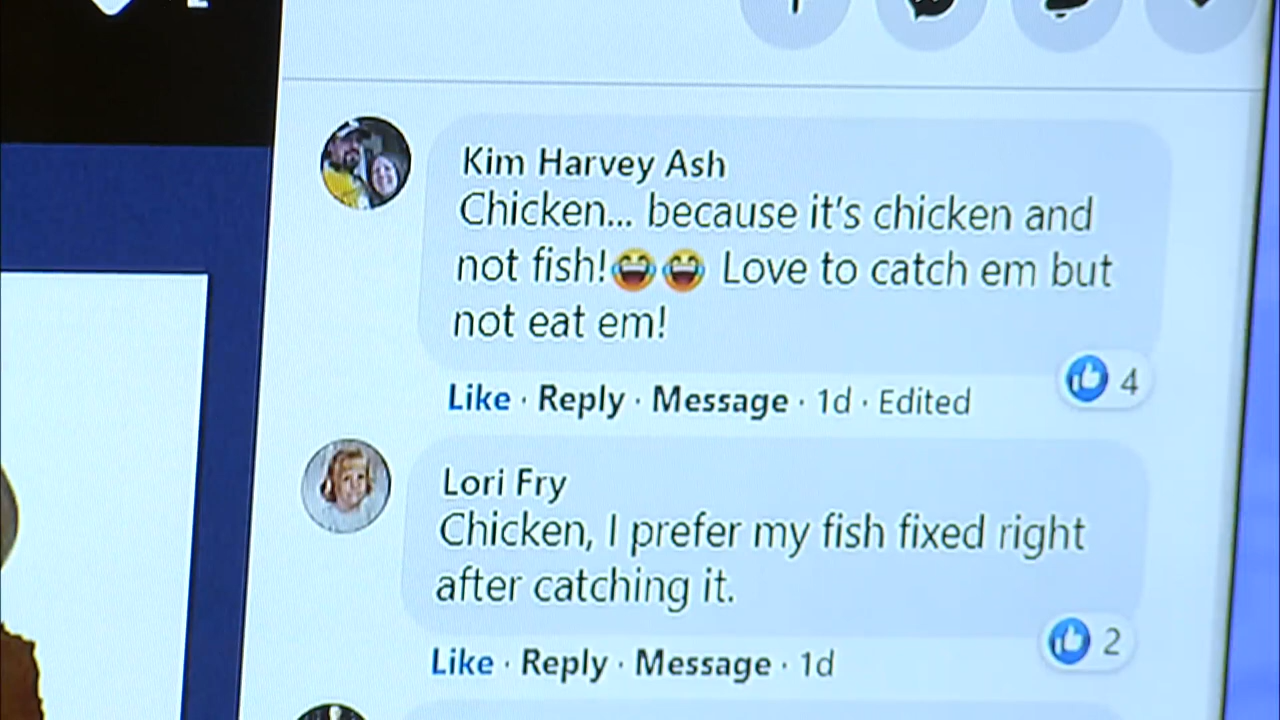 Kim Harvey Ash
Chicken... because it's chicken and
not fish!😂😂 Love to catch em but
not eat em!
Like · Reply · Message · 1d · Edited
4
Lori Fry
Chicken, I prefer my fish fixed right
after catching it.
Like · Reply · Message · 1d
2